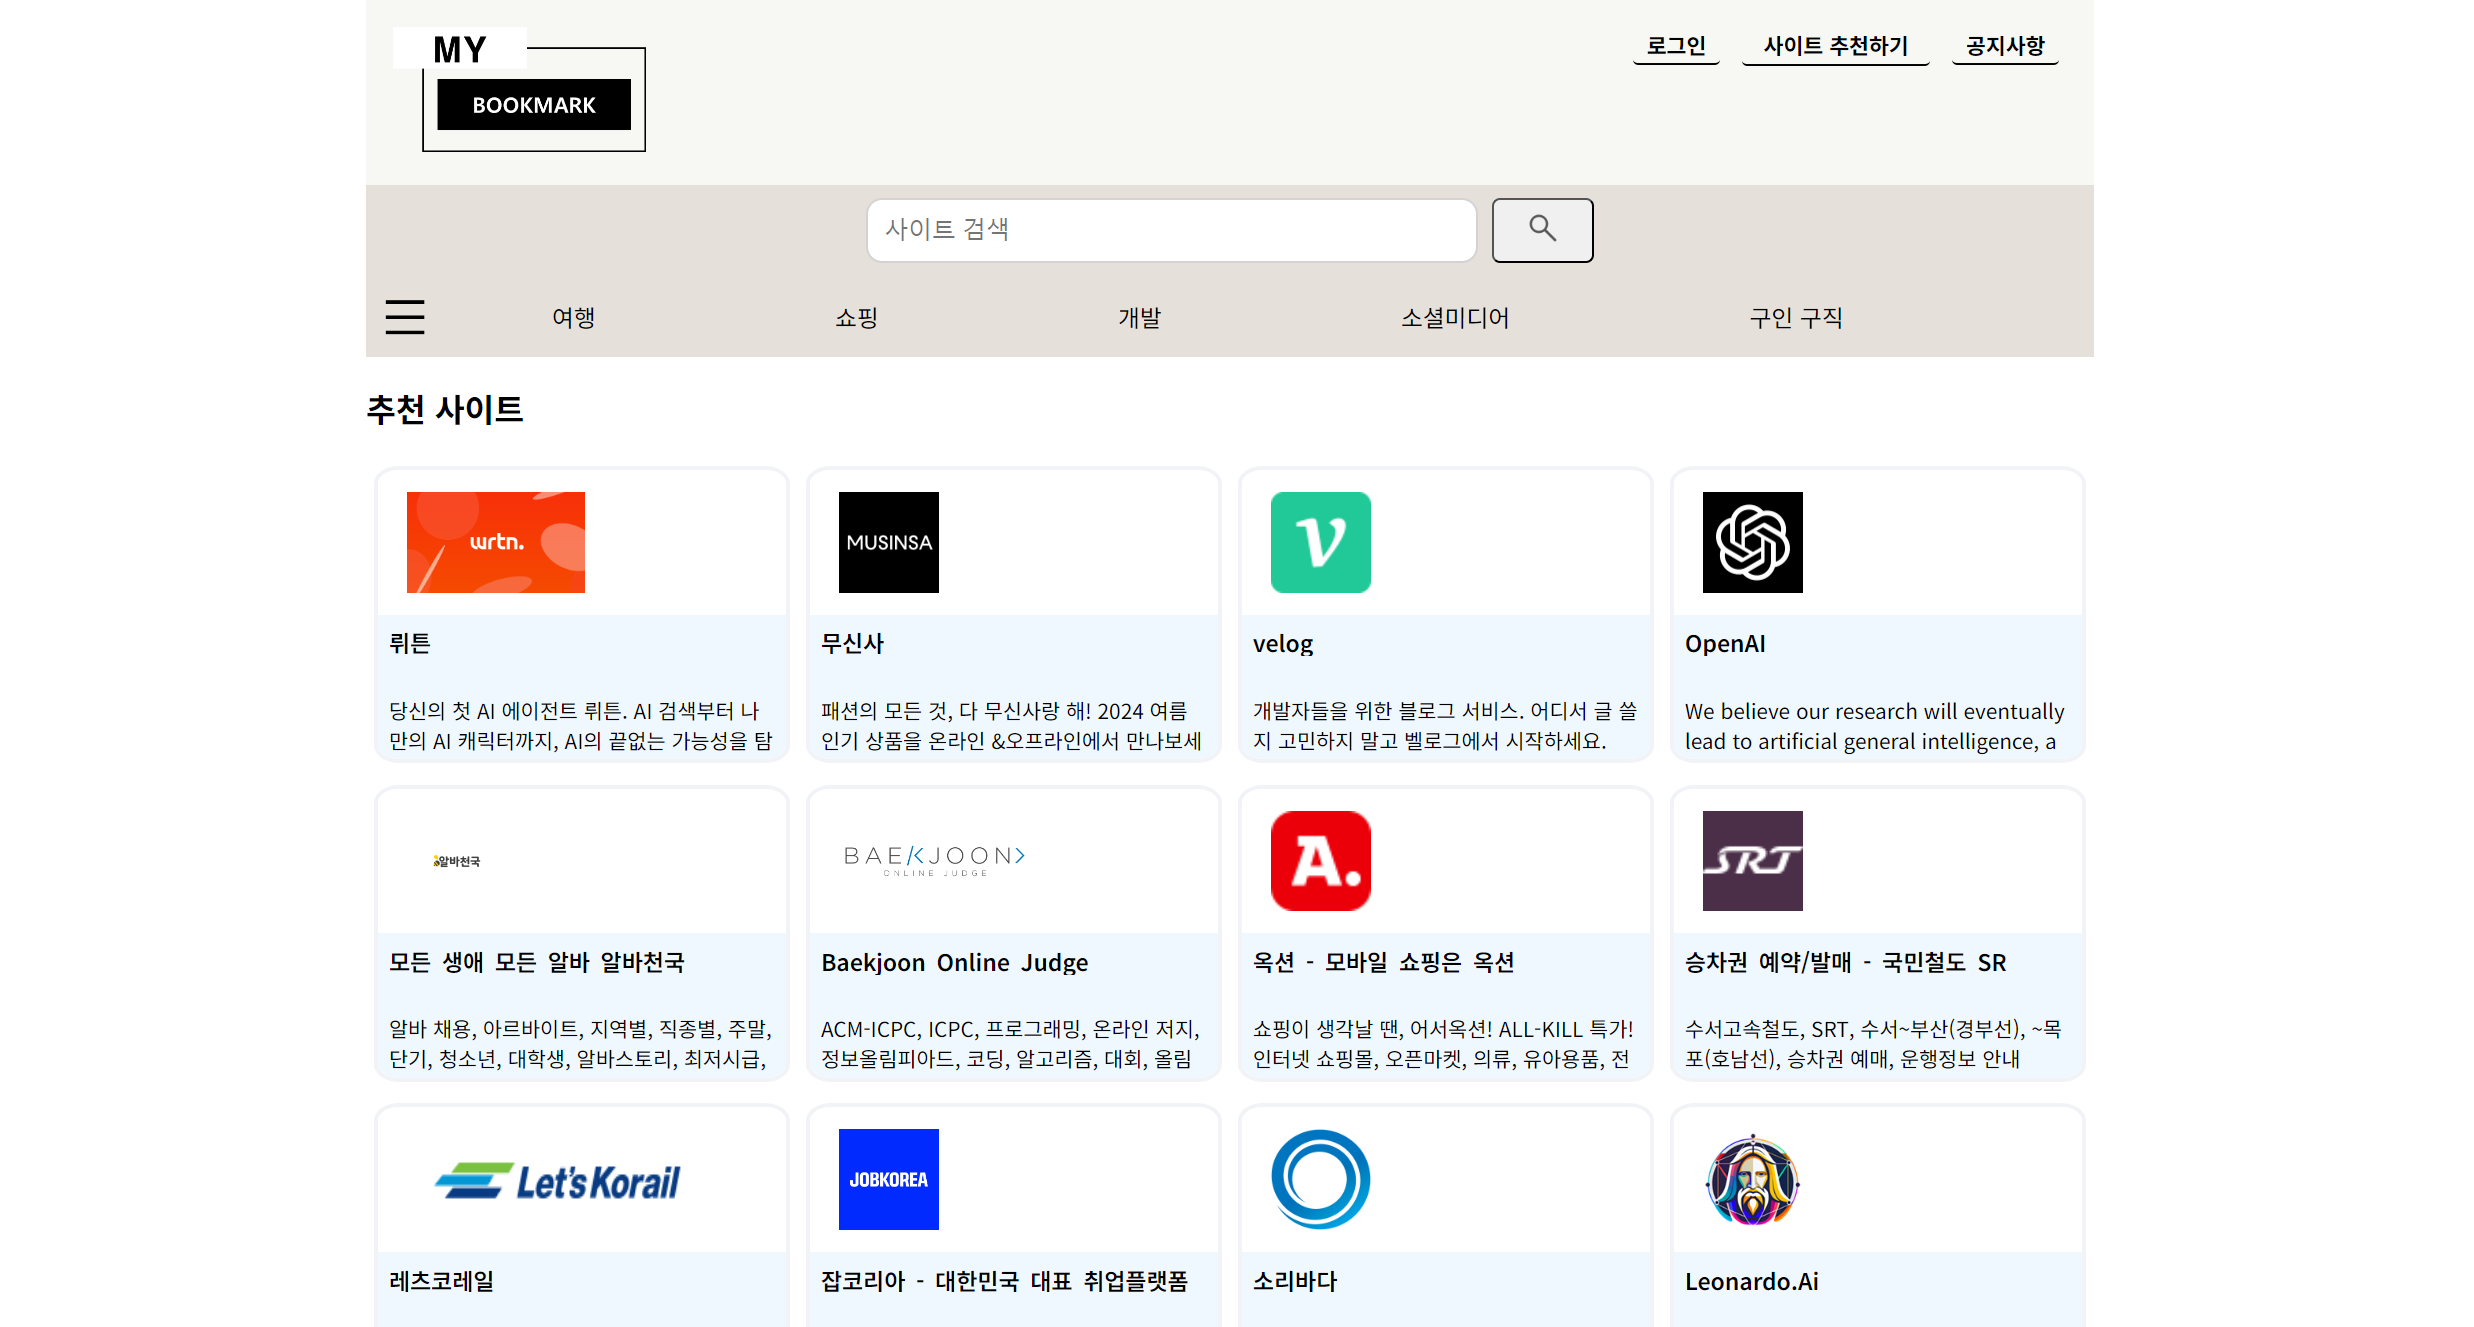 MY
BOOKMARK
로그인
사이트 추천하기
공지사항
사이트 검색
여행
쇼핑
개발
소셜미디어
구인 구직
추천 사이트
wrtn.
뤼튼
당신의 첫 AI 에이전트 뤼튼. AI 검색부터 나
만의 AI 캐릭터까지, AI의 끝없는 가능성을 탐
MUSINSA
무신사
패션의 모든 것, 다 무신사랑 해! 2024 여름
인기 상품을 온라인 &오프라인에서 만나보세
v
velog
개발자들을 위한 블로그 서비스. 어디서 글 쓸
지 고민하지 말고 벨로그에서 시작하세요.
OpenAI
We believe our research will eventually
lead to artificial general intelligence, a
알바천국
모든 생애 모든 알바 알바천국
알바 채용, 아르바이트, 지역별, 직종별, 주말,
단기, 청소년, 대학생, 알바스토리, 최저시급,
BAEKJOON
ONLINE JUDGE
Baekjoon Online Judge
ACM-ICPC, ICPC, 프로그래밍, 온라인 저지,
정보올림피아드, 코딩, 알고리즘, 대회, 올림
A.
옥션 - 모바일 쇼핑은 옥션
쇼핑이 생각날 땐, 어서옥션! ALL-KILL 특가!
인터넷 쇼핑몰, 오픈마켓, 의류, 유아용품, 전
SRT
승차권 예약/발매 - 국민철도 SR
수서고속철도, SRT, 수서~부산(경부선), ~목
포(호남선), 승차권 예매, 운행정보 안내
Let's Korail
레츠코레일
JOBKOREA
잡코리아 - 대한민국 대표 취업플랫폼
소리바다
Leonardo.Ai